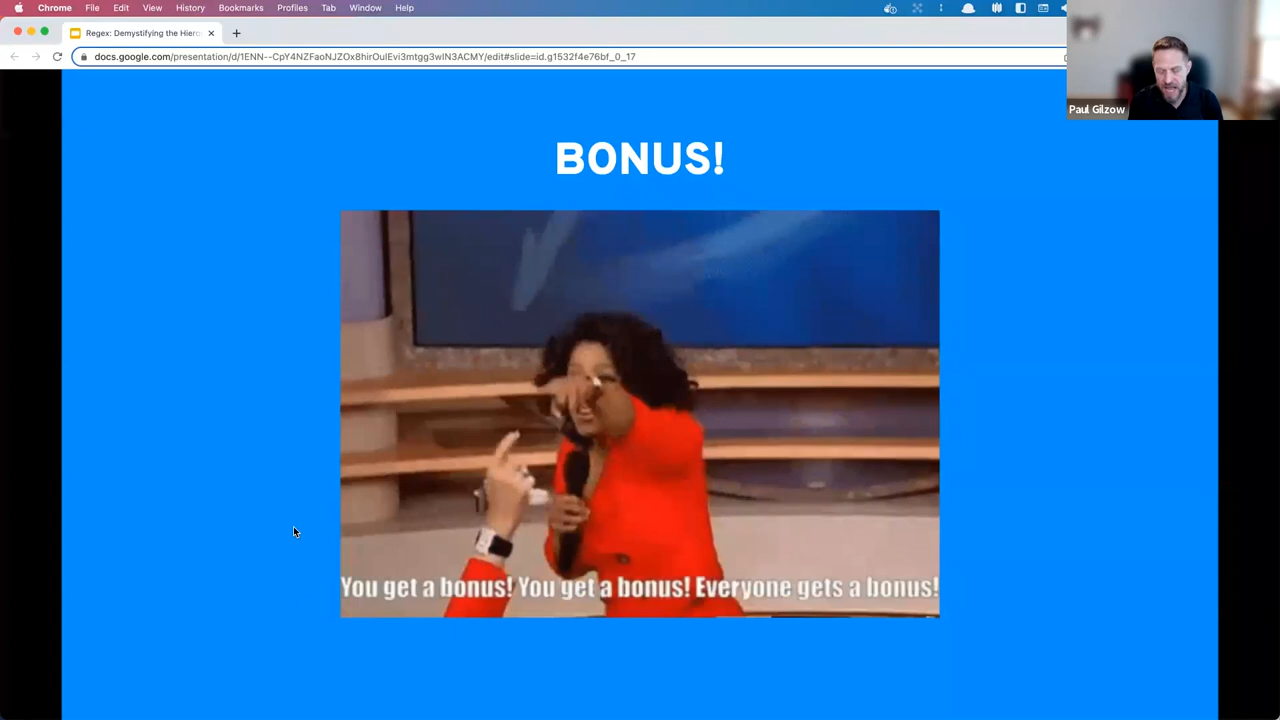 Chrome File Edit View History Bookmarks Profiles Tab Window Help
Regex: Demystifying the Hiero
docs.google.com/presentation/d/1ENN--CpY4NZFaoNJZOx8hirOulEvi3mtgg3wIN3ACMY/edit#slide=id.g1532f4e76bf_0_17
Paul Gilzow
BONUS!
You get a bonus! You get a bonus! Everyone gets a bonus!